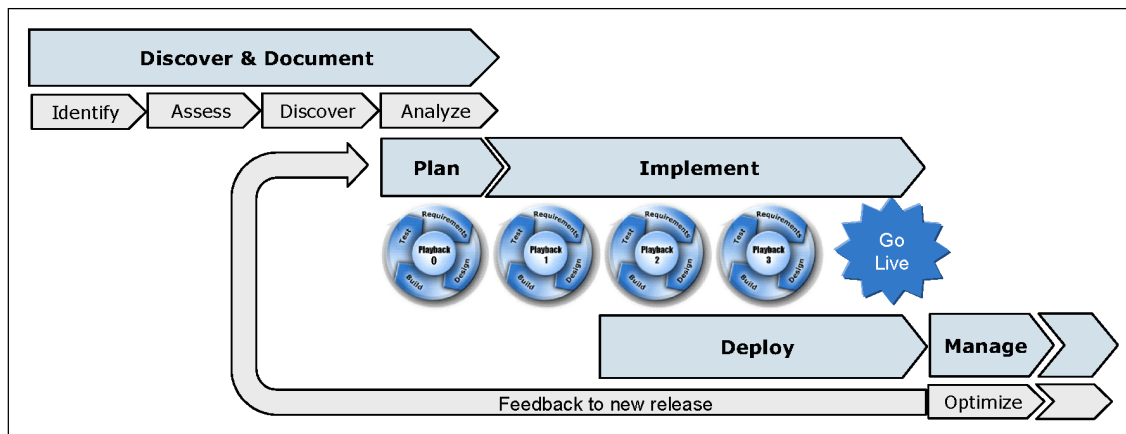 Discover & Document
Identify
Assess
Discover
Analyze
Plan
Implement
Requirements
Test
Playback
0
Design
Build
Requirements
Test
Playback
1
Design
Build
Requirements
Test
Playback
2
Design
Build
Requirements
Test
Playback
3
Design
Build
Go
Live
Deploy
Manage
Feedback to new release
Optimize